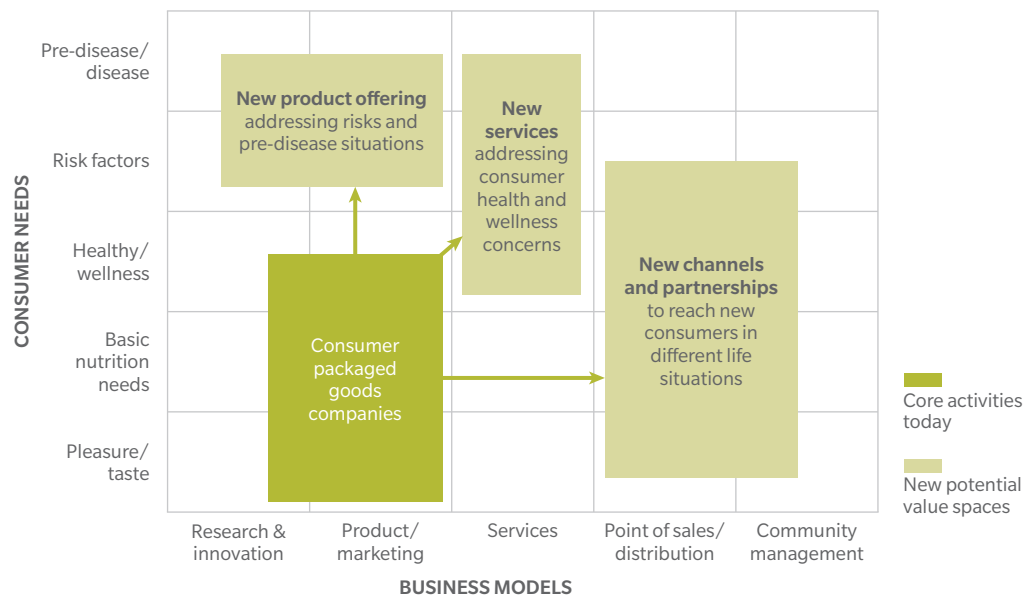 CONSUMER NEEDS
Pre-disease/
disease
Risk factors
Healthy/
wellness
Basic
nutrition
needs
Pleasure/
taste
New product offering
addressing risks and
pre-disease situations
New
services
addressing
consumer
health and
wellness
concerns
New channels
and partnerships
to reach new
consumers in
different life
situations
Consumer
packaged
goods
companies
Core activities
today
New potential
value spaces
Research &
innovation
Product/
marketing
Services
Point of sales/
distribution
Community
management
BUSINESS MODELS